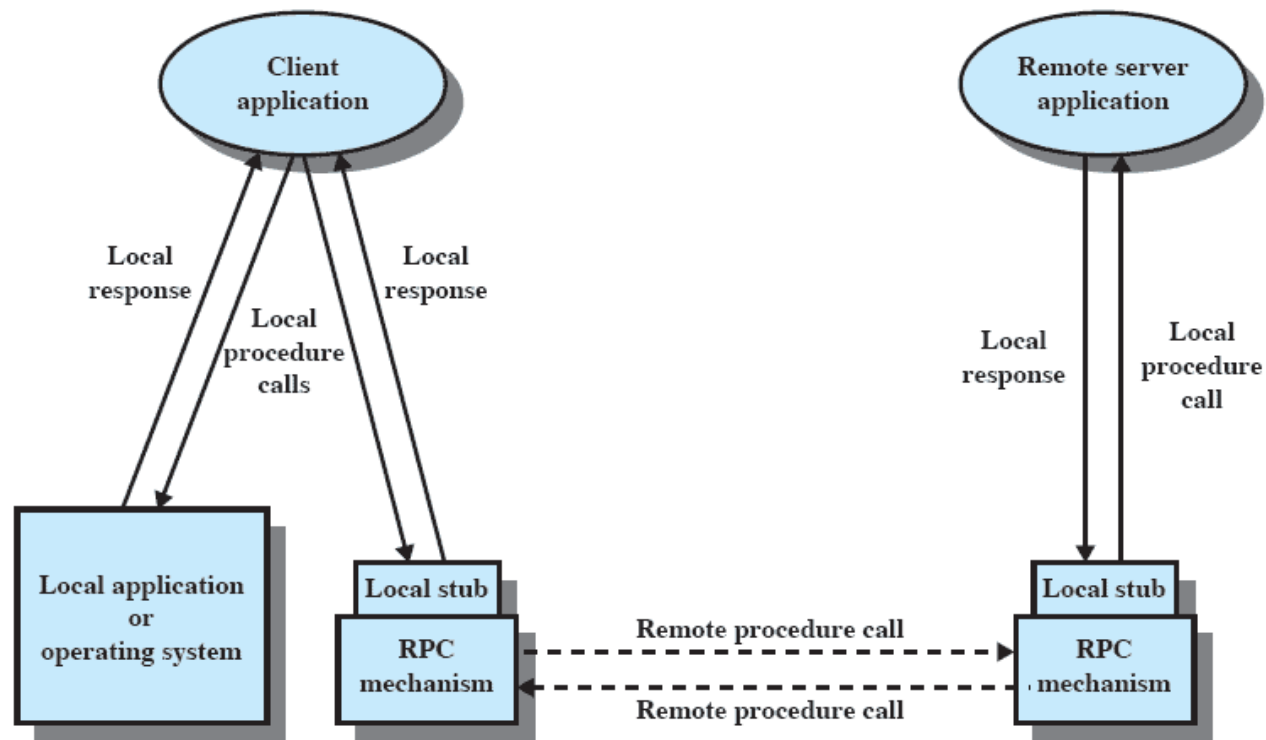 Client
application
Remote server
application
Local
response
Local
procedure
calls
Local
response
Local
response
Local
procedure
call
Local application
or
operating system
Local stub
RPC
mechanism
Remote procedure call
Remote procedure call
Local stub
RPC
mechanism